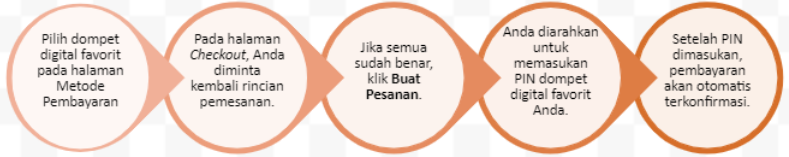 Pilih dompet
digital favorit
pada halaman
Metode
Pembayaran
Pada halaman
Checkout, Anda
diminta
kembali rincian
pemesanan.
Jika semua
sudah benar,
klik Buat
Pesanan.
Anda diarahkan
untuk
memasukan
PIN dompet
digital favorit
Anda.
Setelah PIN
dimasukan,
pembayaran
akan otomatis
terkonfirmasi.